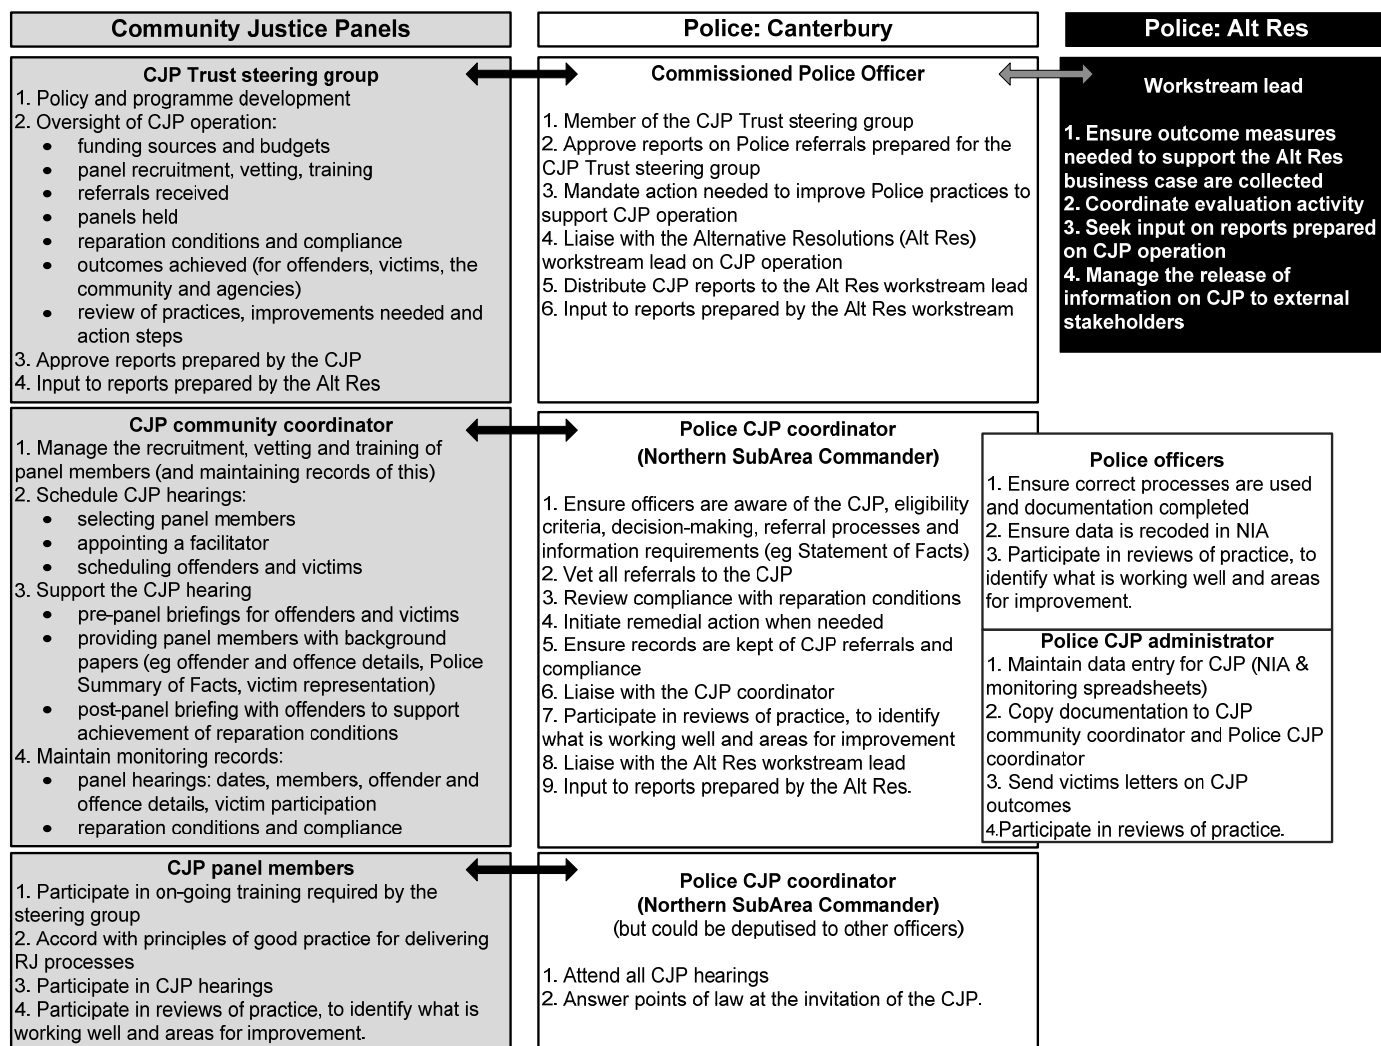 Community Justice Panels
Police: Canterbury
Police: Alt Res
CJP Trust steering group
1. Policy and programme development
2. Oversight of CJP operation:
• funding sources and budgets
• panel recruitment, vetting, training
• referrals received
• panels held
• reparation conditions and compliance
• outcomes achieved (for offenders, victims, the
community and agencies)
• review of practices, improvements needed and
action steps
3. Approve reports prepared by the CJP
4. Input to reports prepared by the Alt Res
Commissioned Police Officer
1. Member of the CJP Trust steering group
2. Approve reports on Police referrals prepared for the
CJP Trust steering group
3. Mandate action needed to improve Police practices to
support CJP operation
4. Liaise with the Alternative Resolutions (Alt Res)
workstream lead on CJP operation
5. Distribute CJP reports to the Alt Res workstream lead
6. Input to reports prepared by the Alt Res workstream
Workstream lead
1. Ensure outcome measures
needed to support the Alt Res
business case are collected
2. Coordinate evaluation activity
3. Seek input on reports prepared
on CJP operation
4. Manage the release of
information on CJP to external
stakeholders
CJP community coordinator
1. Manage the recruitment, vetting and training of
panel members (and maintaining records of this)
2. Schedule CJP hearings:
• selecting panel members
• appointing a facilitator
• scheduling offenders and victims
3. Support the CJP hearing
• pre-panel briefings for offenders and victims
• providing panel members with background
papers (eg offender and offence details, Police
Summary of Facts, victim representation)
• post-panel briefing with offenders to support
achievement of reparation conditions
4. Maintain monitoring records:
• panel hearings: dates, members, offender and
offence details, victim participation
• reparation conditions and compliance
Police CJP coordinator
(Northern SubArea Commander)
1. Ensure officers are aware of the CJP, eligibility
criteria, decision-making, referral processes and
information requirements (eg Statement of Facts)
2. Vet all referrals to the CJP
3. Review compliance with reparation conditions
4. Initiate remedial action when needed
5. Ensure records are kept of CJP referrals and
compliance
6. Liaise with the CJP coordinator
7. Participate in reviews of practice, to identify
what is working well and areas for improvement
8. Liaise with the Alt Res workstream lead
9. Input to reports prepared by the Alt Res.
Police officers
1. Ensure correct processes are used
and documentation completed
2. Ensure data is recoded in NIA
3. Participate in reviews of practice, to
identify what is working well and areas
for improvement.
Police CJP administrator
1. Maintain data entry for CJP (NIA &
monitoring spreadsheets)
2. Copy documentation to CJP
community coordinator and Police CJP
coordinator
3. Send victims letters on CJP
outcomes
4.Participate in reviews of practice.
CJP panel members
1. Participate in on-going training required by the
steering group
2. Accord with principles of good practice for delivering
RJ processes
3. Participate in CJP hearings
4. Participate in reviews of practice, to identify what is
working well and areas for improvement.
Police CJP coordinator
(Northern SubArea Commander)
(but could be deputised to other officers)
1. Attend all CJP hearings
2. Answer points of law at the invitation of the CJP.